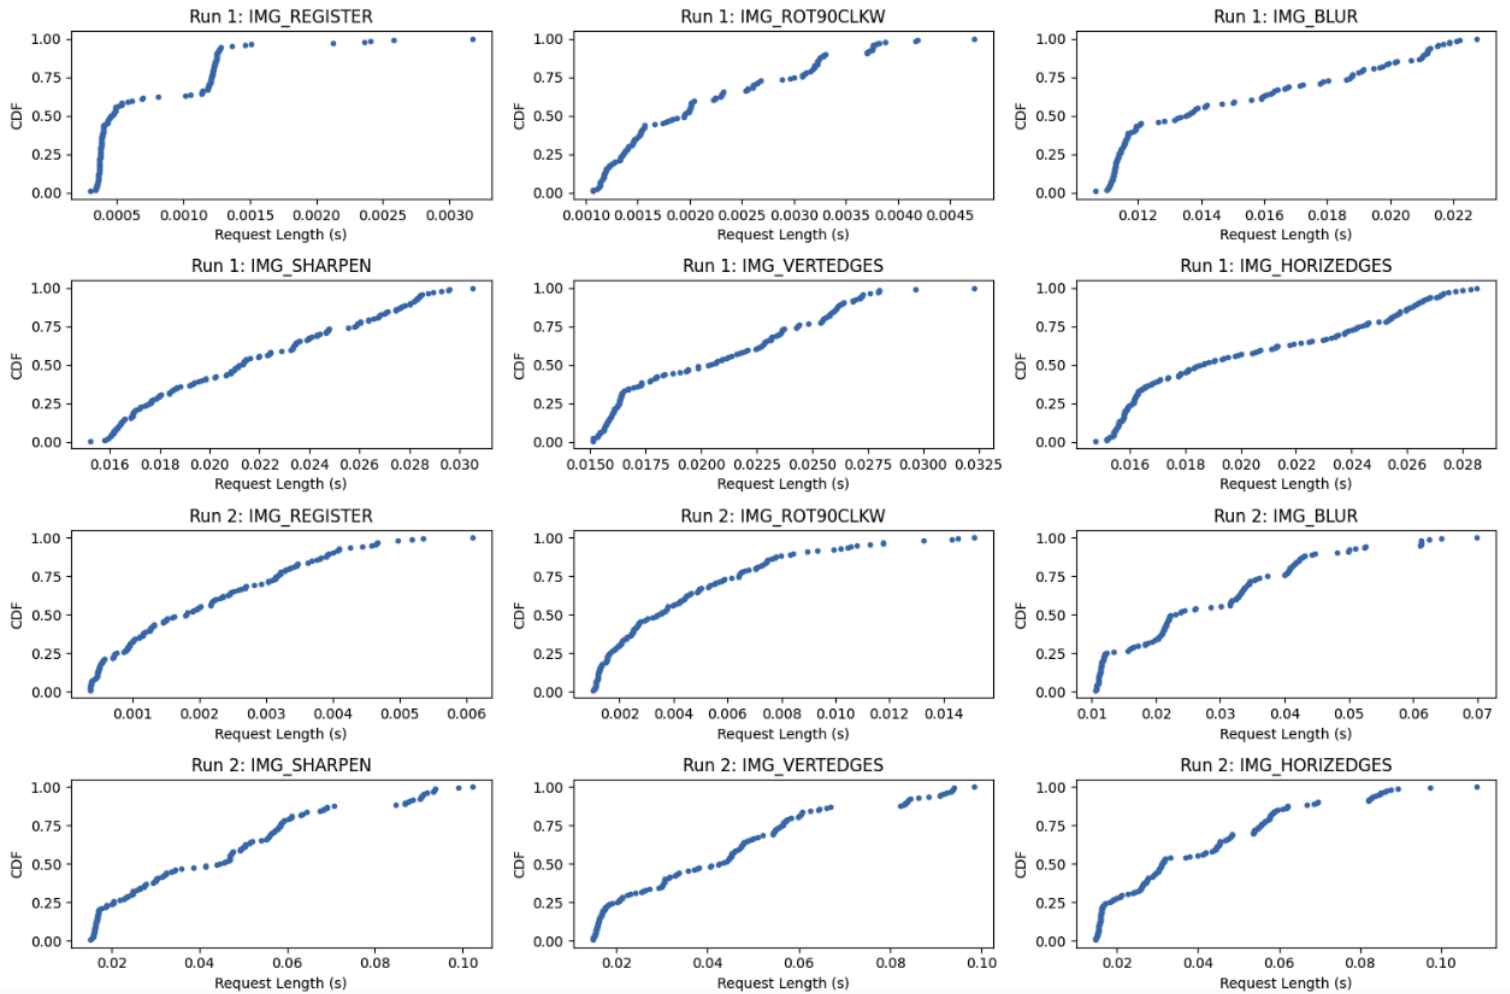 Run 1: IMG_REGISTER
Run 1: IMG_ROT90CLKW
Run 1: IMG_BLUR
CDF
1.00
0.75
0.50
0.25
0.00
0.0005 0.0010 0.0015 0.0020 0.0025 0.0030
Request Length (s)
CDF
1.00
0.75
0.50
0.25
0.00
0.0010 0.0015 0.0020 0.0025 0.0030 0.0035 0.0040 0.0045
Request Length (s)
CDF
1.00
0.75
0.50
0.25
0.00
0.012 0.014 0.016 0.018 0.020 0.022
Request Length (s)
Run 1: IMG_SHARPEN
Run 1: IMG_VERTEDGES
Run 1: IMG_HORIZEDGES
CDF
1.00
0.75
0.50
0.25
0.00
0.016 0.018 0.020 0.022 0.024 0.026 0.028 0.030
Request Length (s)
CDF
1.00
0.75
0.50
0.25
0.00
0.0150 0.0175 0.0200 0.0225 0.0250 0.0275 0.0300 0.0325
Request Length (s)
CDF
1.00
0.75
0.50
0.25
0.00
0.016 0.018 0.020 0.022 0.024 0.026 0.028
Request Length (s)
Run 2: IMG_REGISTER
Run 2: IMG_ROT90CLKW
Run 2: IMG_BLUR
CDF
1.00
0.75
0.50
0.25
0.00
0.001 0.002 0.003 0.004 0.005 0.006
Request Length (s)
CDF
1.00
0.75
0.50
0.25
0.00
0.002 0.004 0.006 0.008 0.010 0.012 0.014
Request Length (s)
CDF
1.00
0.75
0.50
0.25
0.00
0.01 0.02 0.03 0.04 0.05 0.06 0.07
Request Length (s)
Run 2: IMG_SHARPEN
Run 2: IMG_VERTEDGES
Run 2: IMG_HORIZEDGES
CDF
1.00
0.75
0.50
0.25
0.00
0.02 0.04 0.06 0.08 0.10
Request Length (s)
CDF
1.00
0.75
0.50
0.25
0.00
0.02 0.04 0.06 0.08 0.10
Request Length (s)
CDF
1.00
0.75
0.50
0.25
0.00
0.02 0.04 0.06 0.08 0.10
Request Length (s)